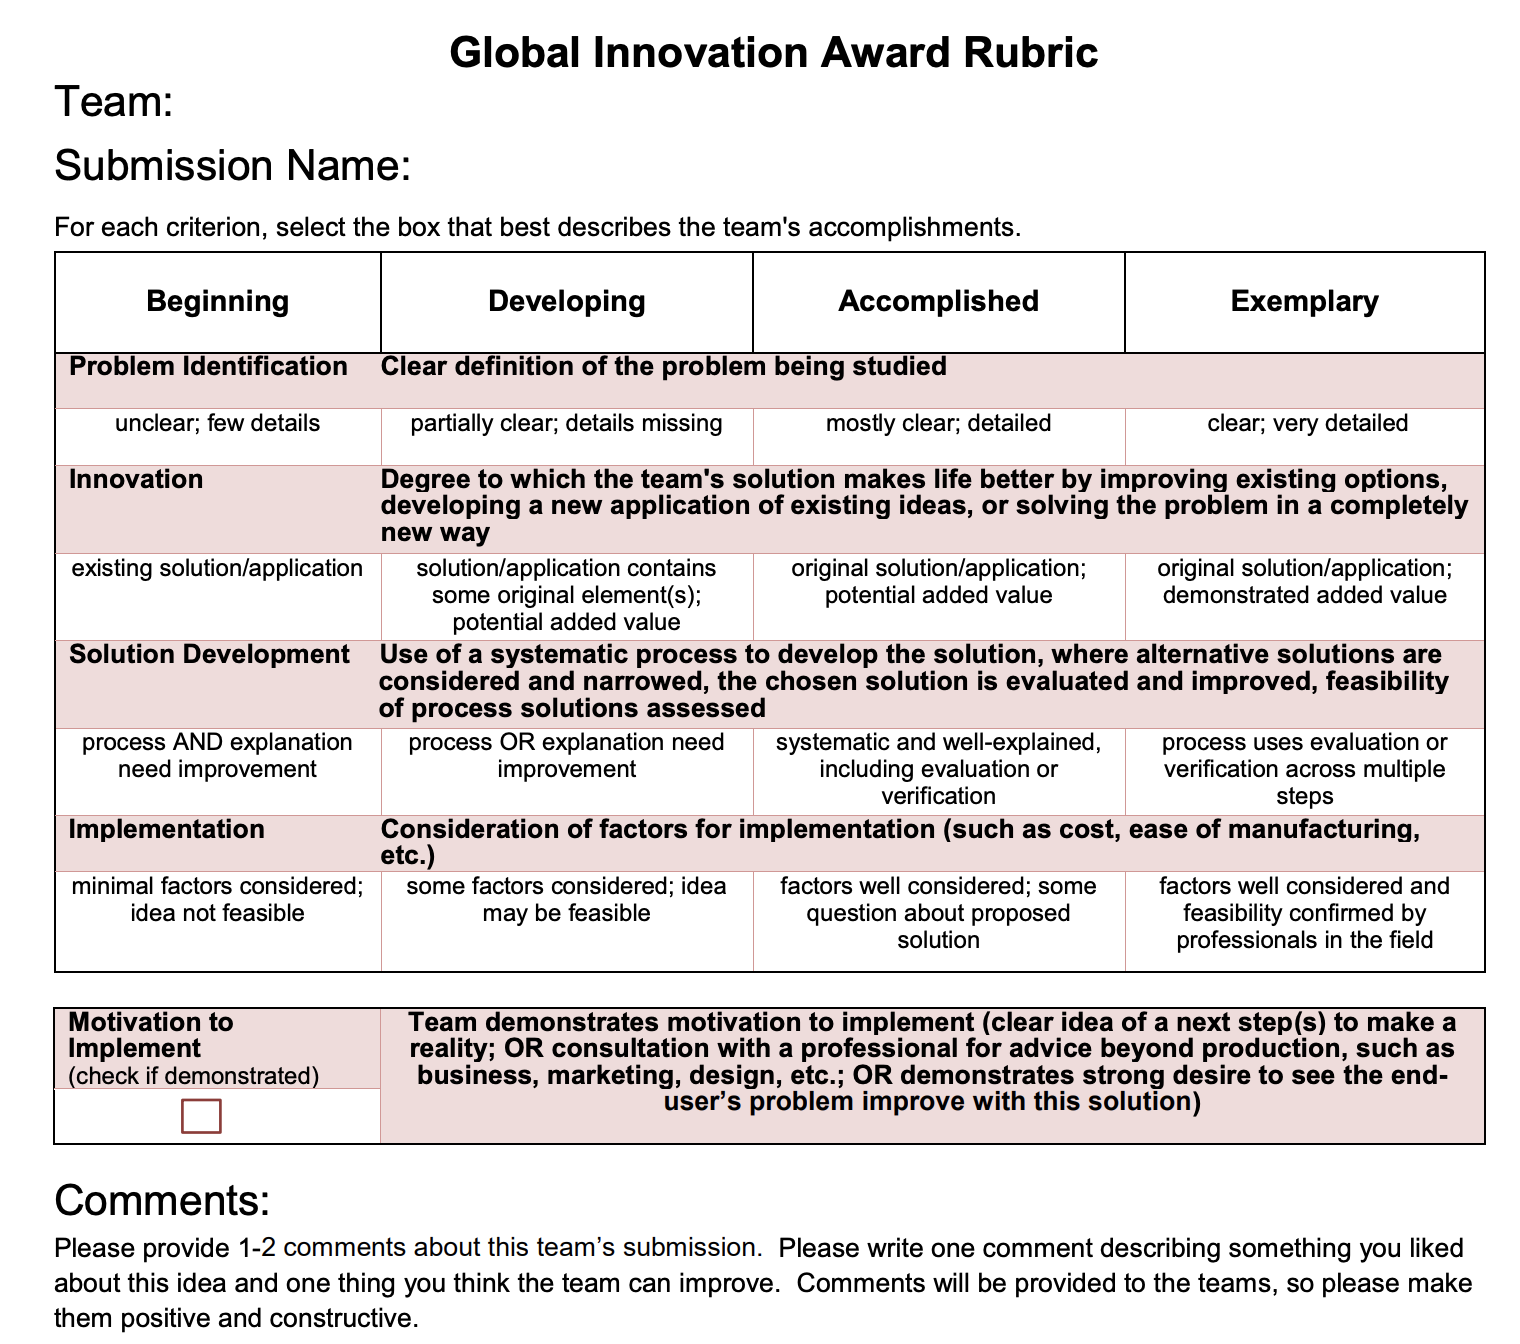 Global Innovation Award Rubric
Team:
Submission Name:
For each criterion, select the box that best describes the team's accomplishments.
Beginning Developing Accomplished Exemplary
Problem Identification Clear definition of the problem being studied
unclear; few details partially clear; details missing mostly clear; detailed clear; very detailed
Innovation Degree to which the team's solution makes life better by improving existing options,
developing a new application of existing ideas, or solving the problem in a completely
new way
existing solution/application
solution/application contains
some original element(s);
potential added value
original solution/application;
potential added value
original solution/application;
demonstrated added value
Solution Development Use of a systematic process to develop the solution, where alternative solutions are
considered and narrowed, the chosen solution is evaluated and improved, feasibility
of process solutions assessed
process AND explanation
need improvement
process OR explanation need
improvement
systematic and well-explained,
including evaluation or
verification
process uses evaluation or
verification across multiple
steps
Implementation Consideration of factors for implementation (such as cost, ease of manufacturing,
etc.)
minimal factors considered;
idea not feasible
some factors considered; idea
may be feasible
factors well considered; some
question about proposed
solution
factors well considered and
feasibility confirmed by
professionals in the field
Motivation to
Implement
(check if demonstrated)
Team demonstrates motivation to implement (clear idea of a next step(s) to make a
reality; OR consultation with a professional for advice beyond production, such as
business, marketing, design, etc.; OR demonstrates strong desire to see the end-
user’s problem improve with this solution)
Comments:
Please provide 1-2 comments about this team’s submission.  Please write one comment describing something you liked
about this idea and one thing you think the team can improve.  Comments will be provided to the teams, so please make
them positive and constructive.